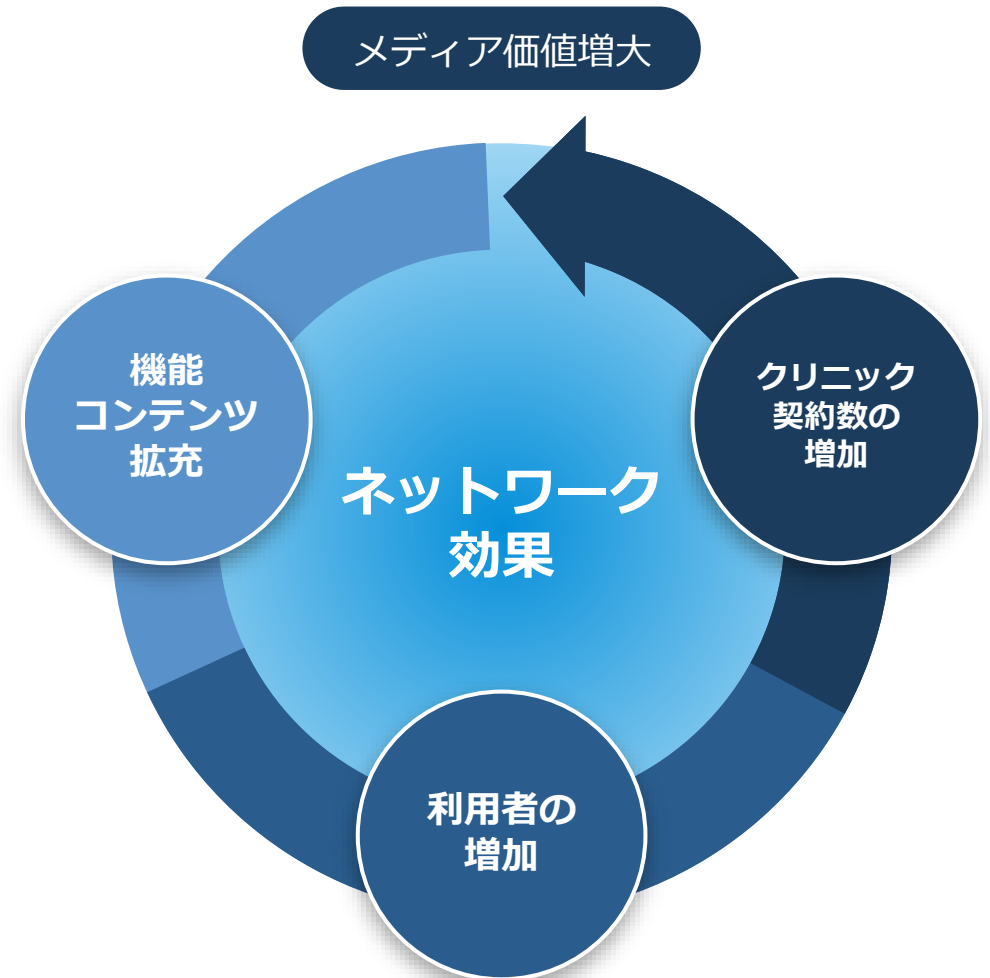 メディア価値増大
機能
コンテンツ
拡充
クリニック
契約数の
増加
ネットワーク
効果
利用者の
増加